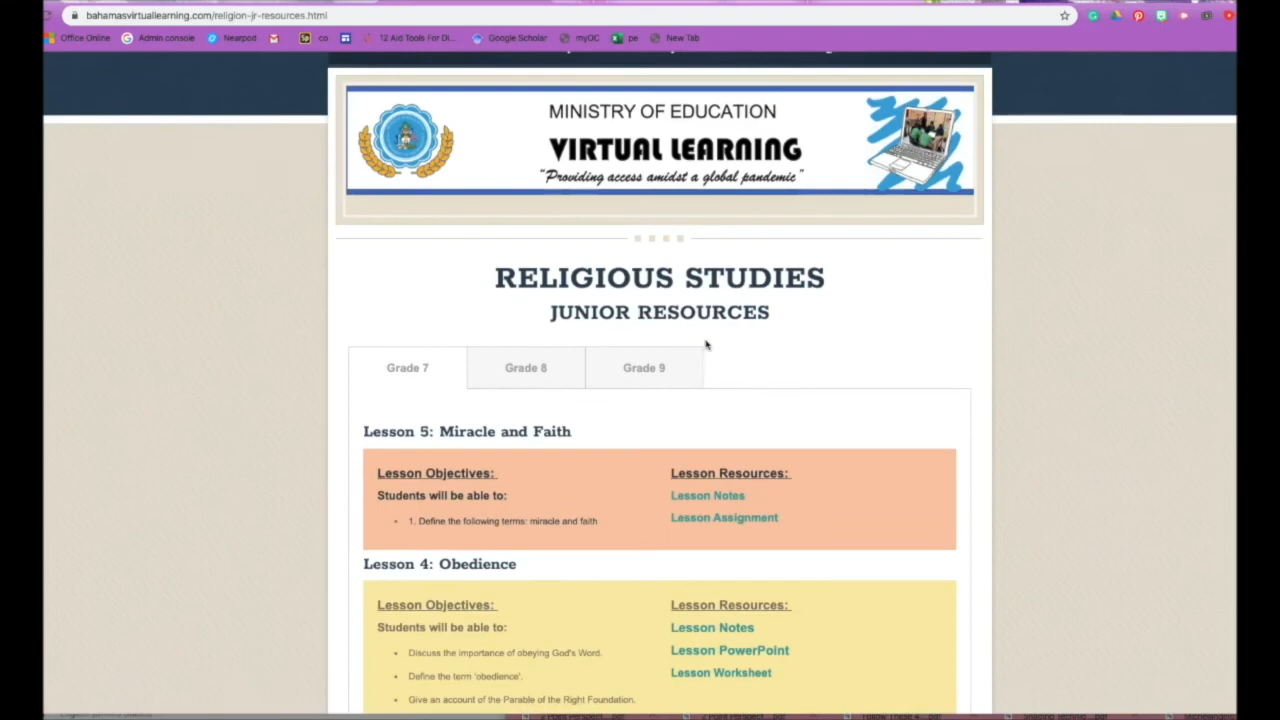 bahamasvirtuallearning.com/religion-jr-resources.html
Office Online Admin console Nearpod co 12 Aid Tools For Di... Google Scholar myOC pe New Tab
MINISTRY OF EDUCATION
VIRTUAL LEARNING
"Providing access amidst a global pandemic"
RELIGIOUS STUDIES
JUNIOR RESOURCES
Grade 7 Grade 8 Grade 9
Lesson 5: Miracle and Faith
Lesson Objectives: Lesson Resources:
Students will be able to: Lesson Notes
• 1. Define the following terms: miracle and faith Lesson Assignment
Lesson 4: Obedience
Lesson Objectives: Lesson Resources:
Students will be able to: Lesson Notes
• Discuss the importance of obeying God's Word. Lesson PowerPoint
• Define the term 'obedience'. Lesson Worksheet
• Give an account of the Parable of the Right Foundation.